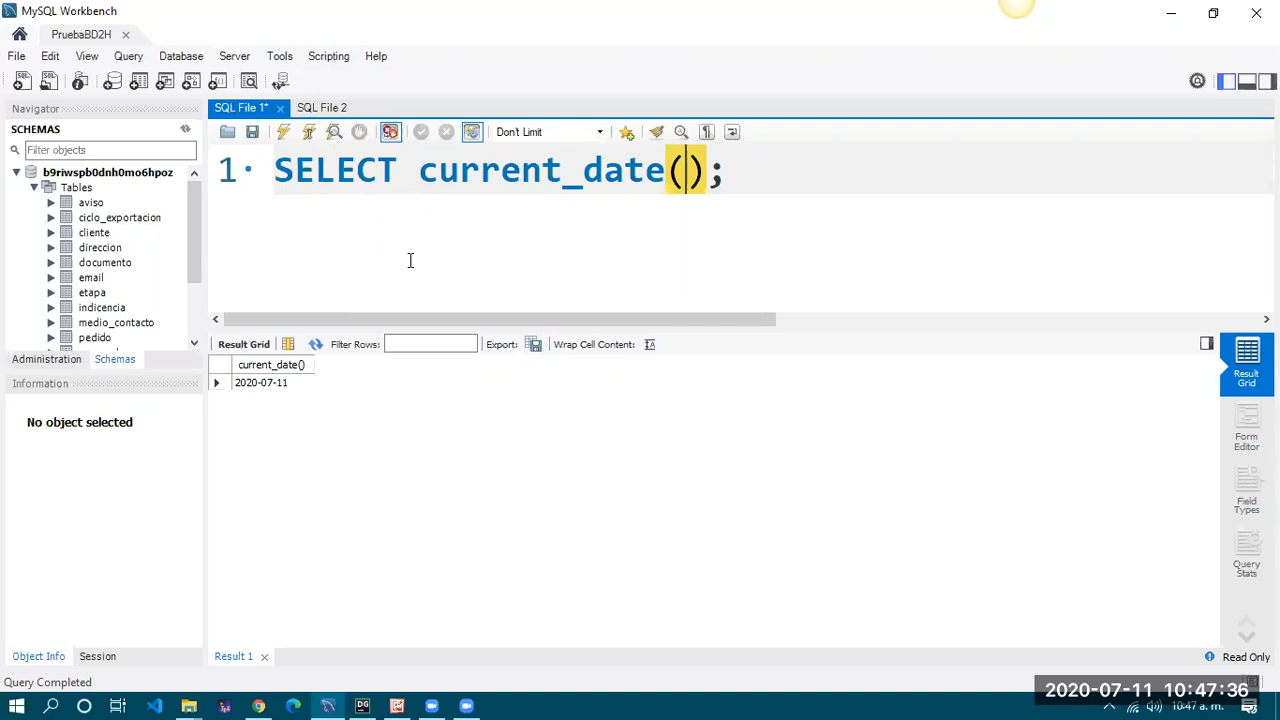 MySQL Workbench
PruebaBD2H
File Edit View Query Database Server Tools Scripting Help
Navigator
SCHEMAS
Filter objects
b9riwspb0dnh0mo6hpoz
Tables
aviso
ciclo_exportacion
cliente
direccion
documento
email
etapa
indicencia
medio_contacto
pedido
Administration Schemas
Information
No object selected
Object Info Session
SQL File 1* SQL File 2
Don't Limit
1 SELECT current_date();
Result Grid Filter Rows: Export: Wrap Cell Content:
current_date()
2020-07-11
Result Grid
Form Editor
Field Types
Query Stats
Result 1
Read Only
Query Completed
2020-07-11 10:47:36
10:47 a. m.